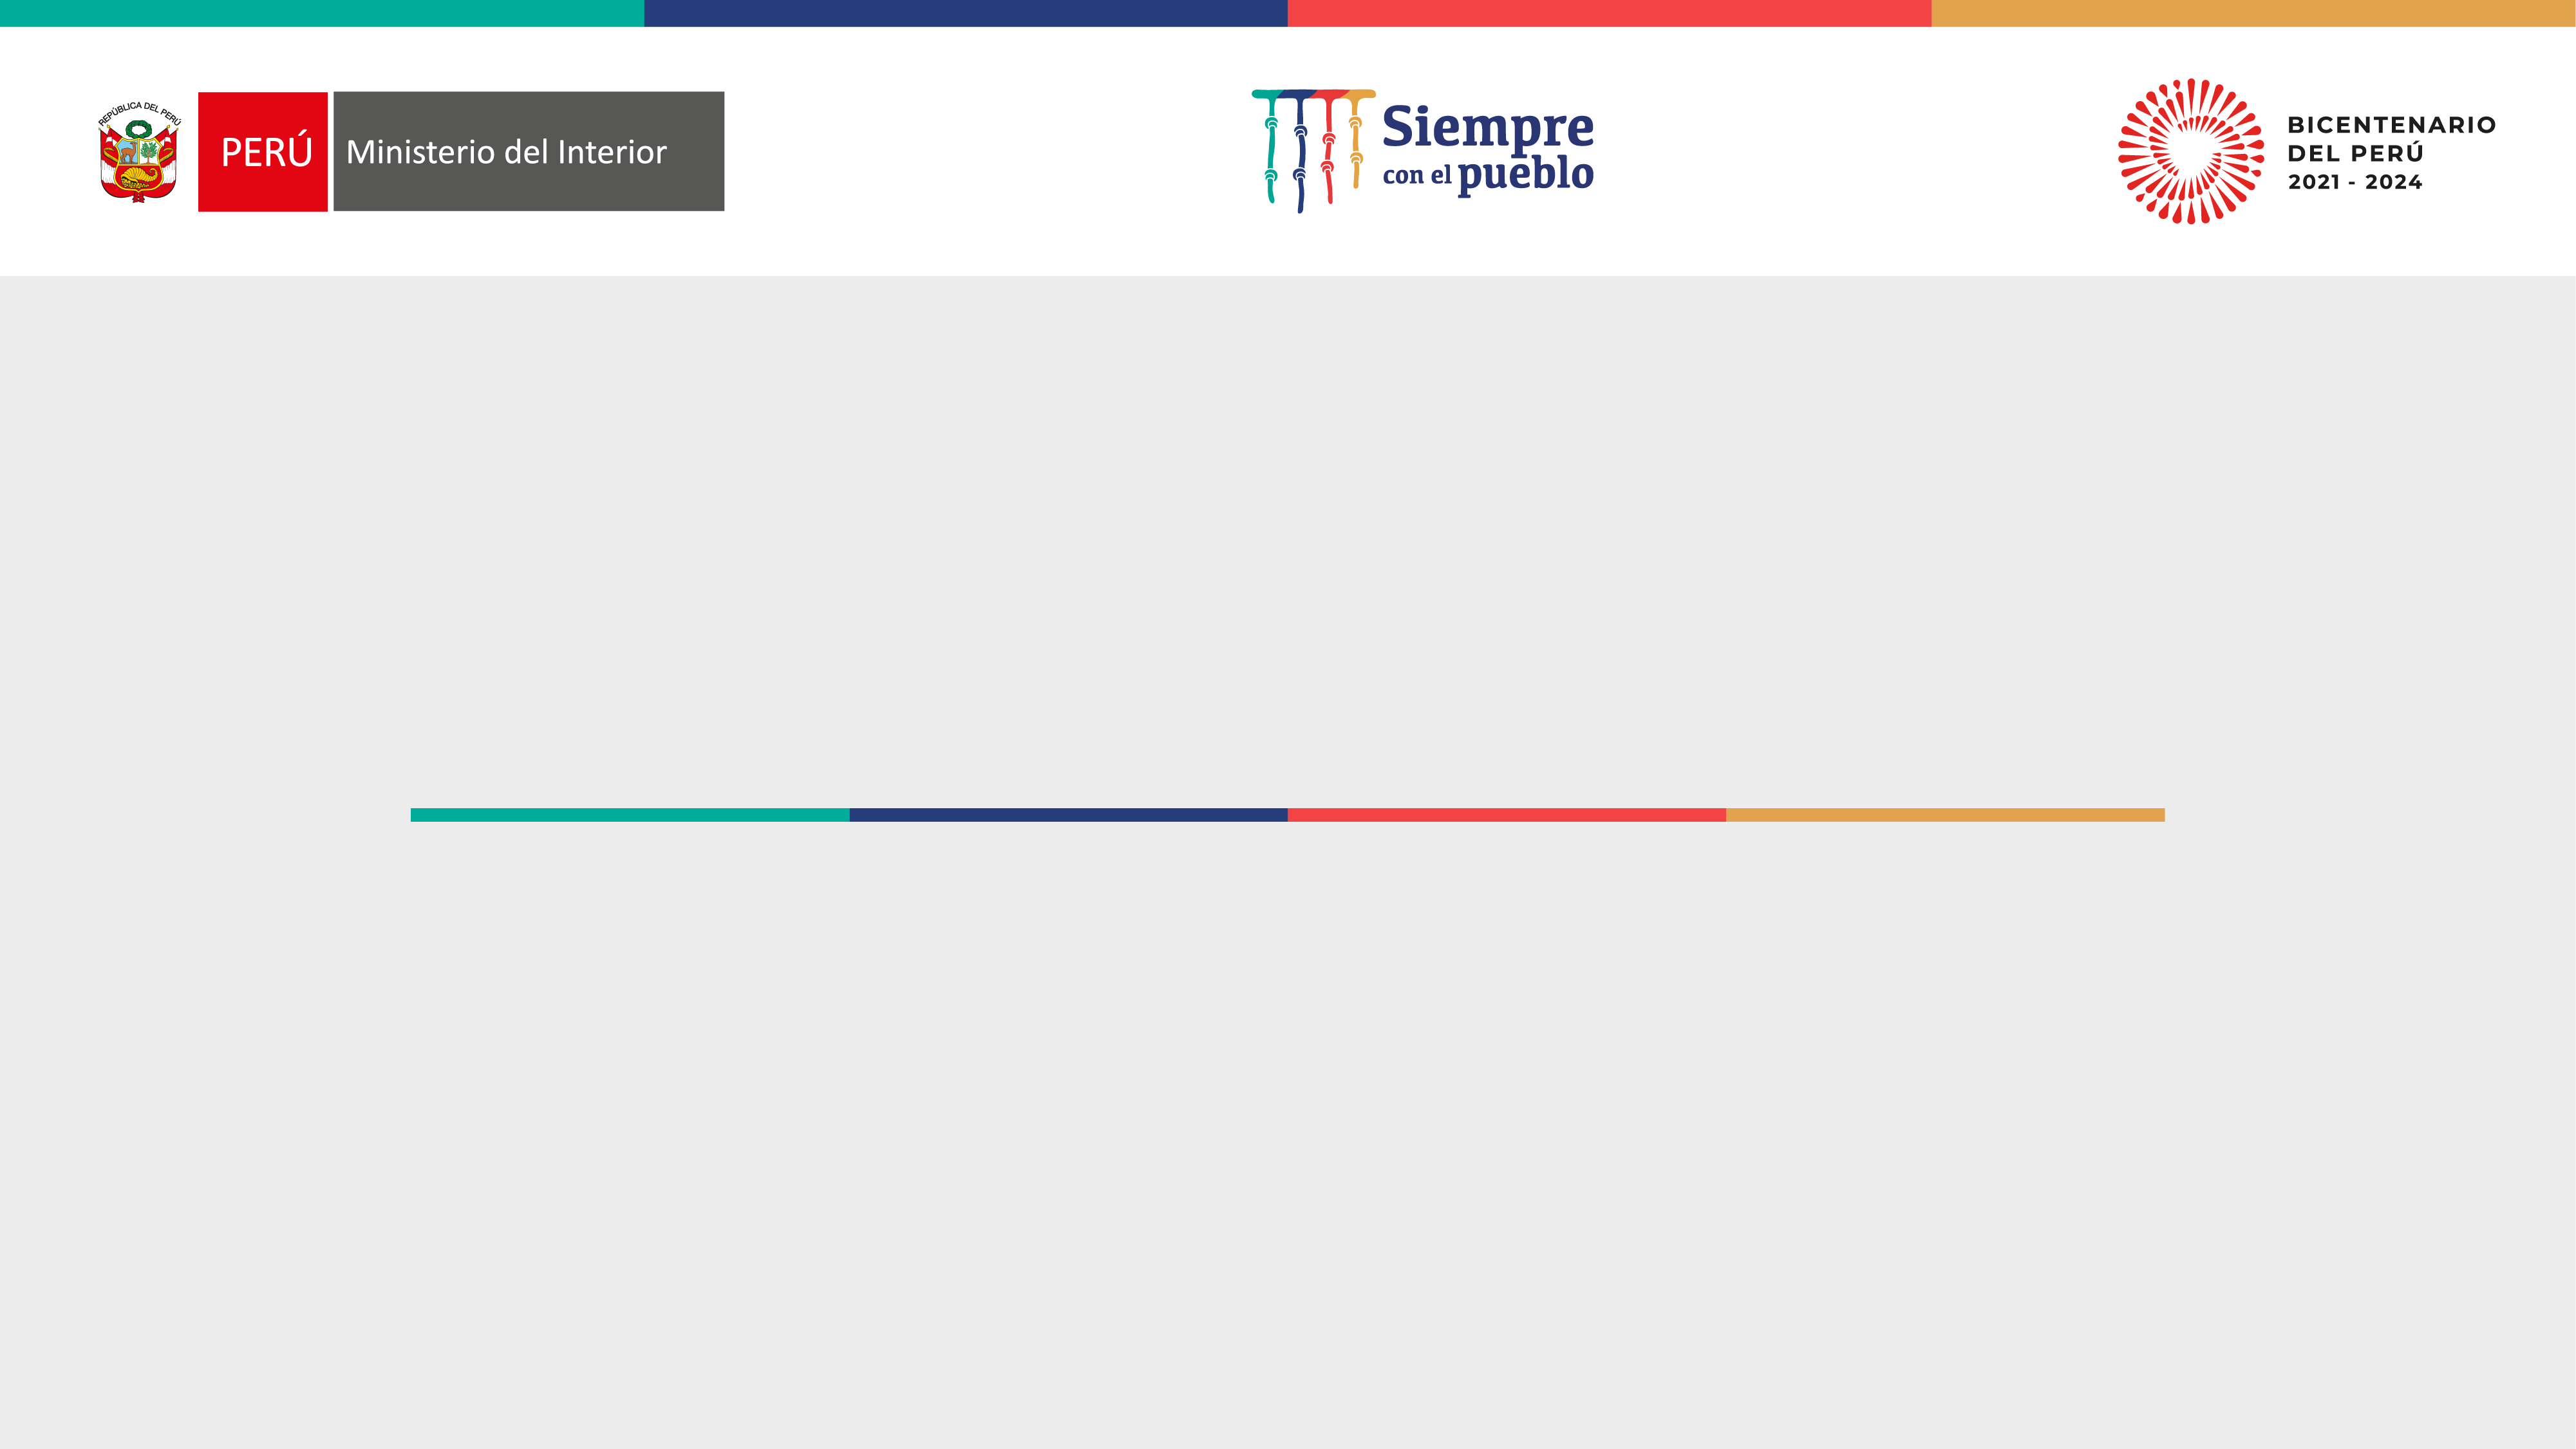 REPÚBLICA DEL PERÚ
PERÚ
Ministerio del Interior
Siempre
con el pueblo
BICENTENARIO
DEL PERÚ
2021 - 2024